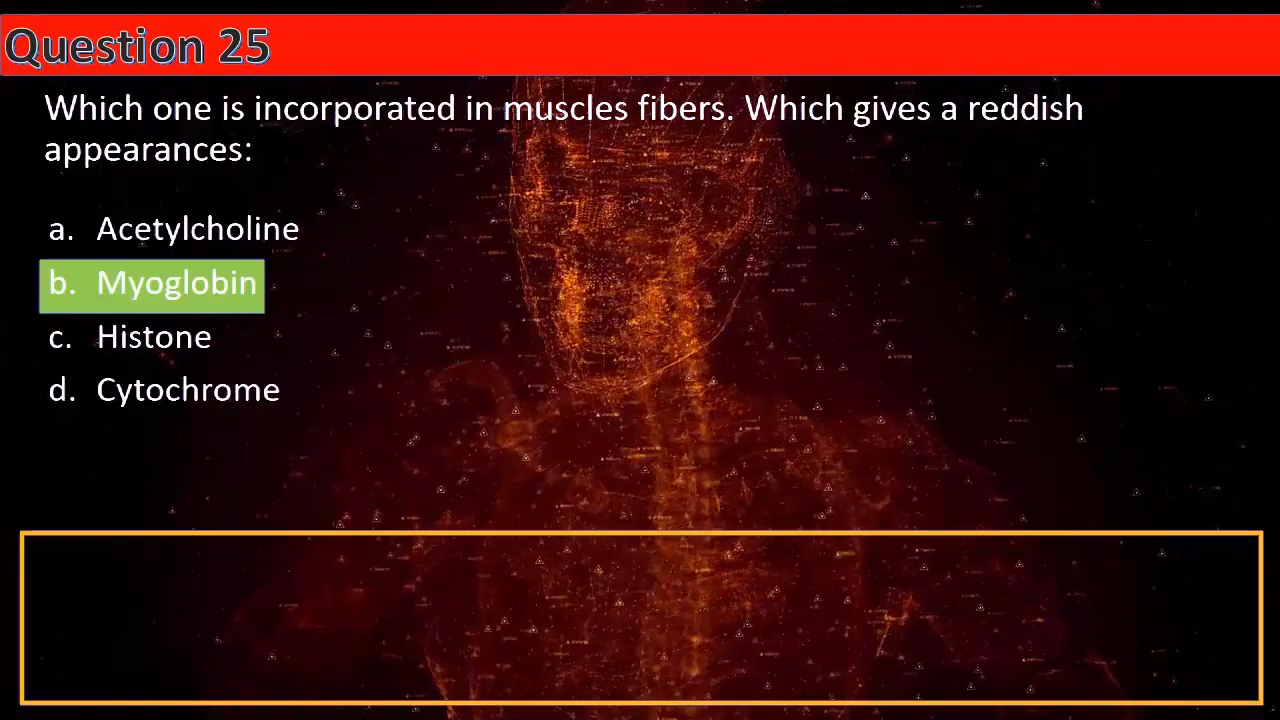 Question 25
Which one is incorporated in muscles fibers. Which gives a reddish
appearances:
a. Acetylcholine
b. Myoglobin
c. Histone
d. Cytochrome